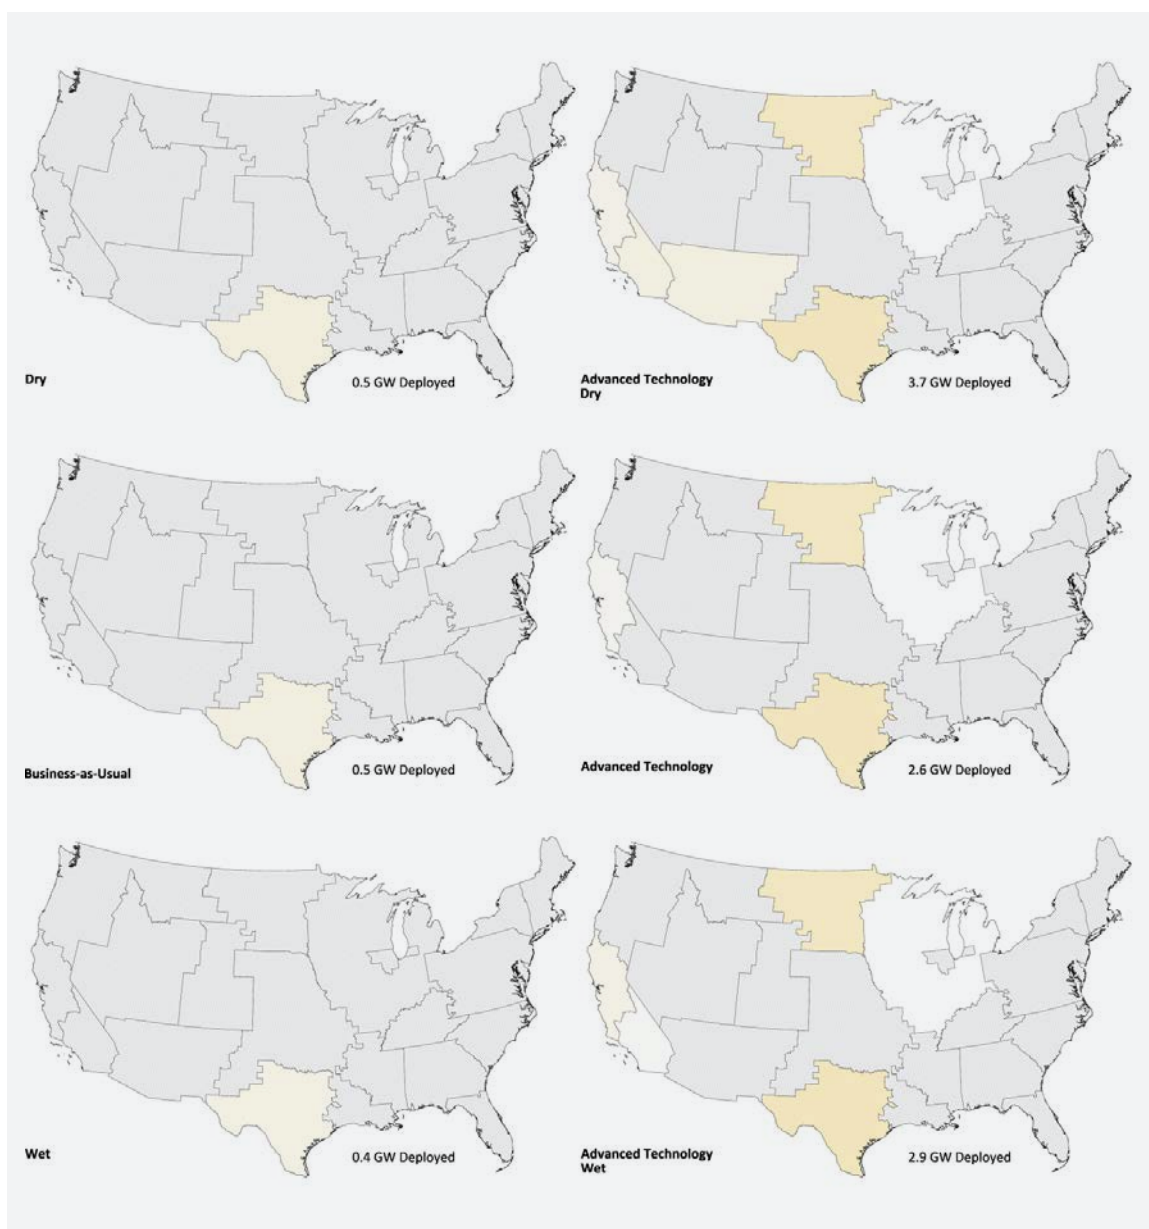 Dry
0.5 GW Deployed
Advanced Technology
Dry
3.7 GW Deployed
Business-as-Usual
0.5 GW Deployed
Advanced Technology
2.6 GW Deployed
Wet
0.4 GW Deployed
Advanced Technology
Wet
2.9 GW Deployed